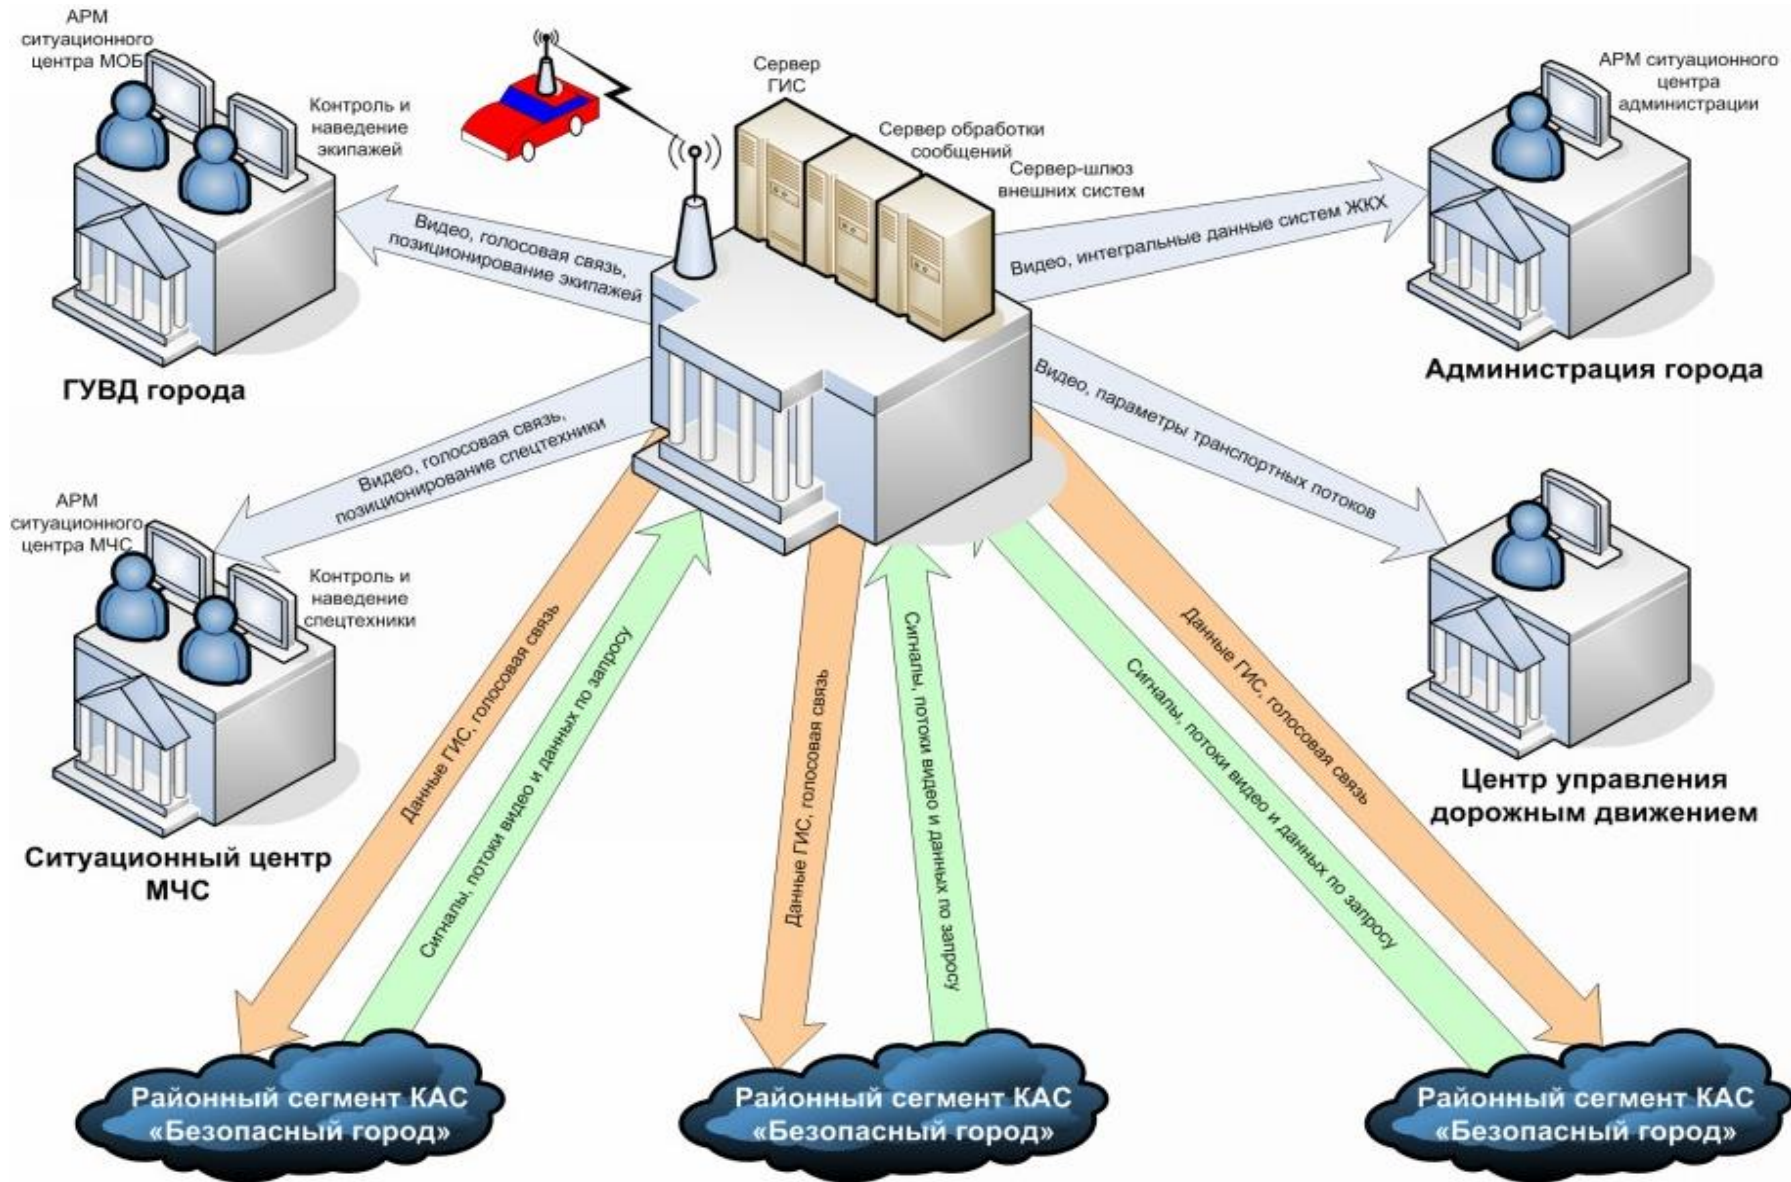 АРМ
ситуационного
центра МОБ
Контроль и
наведение
экипажей
Сервер
ГИС
Сервер обработки
сообщений
Сервер-шлюз
внешних систем
АРМ ситуационного
центра
администрации
Видео, голосовая связь,
позиционирование экипажей
Видео, интегральные данные систем ЖКХ
ГУВД города
Администрация города
Видео, голосовая связь,
позиционирование спецтехники
Видео, параметры транспортных потоков
АРМ
ситуационного
центра МЧС
Контроль и
наведение
спецтехники
Ситуационный центр
МЧС
Центр управления
дорожным движением
Данные ГИС, голосовая связь
Сигналы, потоки видео и данных по запросу
Данные ГИС, голосовая связь
Сигналы, потоки видео и данных по запросу
Сигналы, потоки видео и данных по запросу
Данные ГИС, голосовая связь
Районный сегмент КАС
«Безопасный город»
Районный сегмент КАС
«Безопасный город»
Районный сегмент КАС
«Безопасный город»